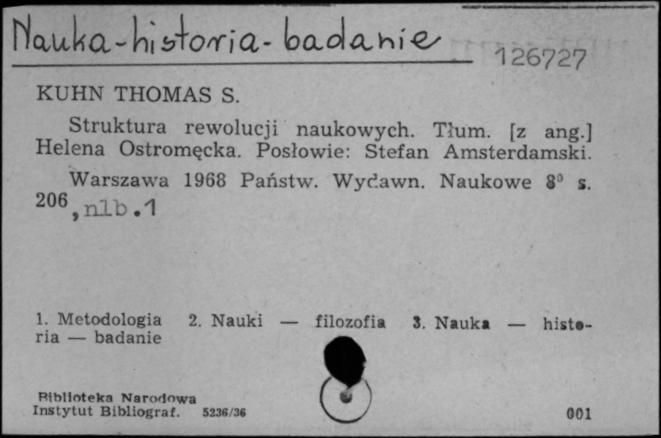 Nauka-historia-badanie
126727
KUHN THOMAS S.
Struktura rewolucji naukowych. Tłum. [z ang.]
Helena Ostromęcka. Posłowie: Stefan Amsterdamski.
Warszawa 1968 Państw. Wydawn. Naukowe 8° s.
206, nlb.1
1. Metodologia 2. Nauki — filozofia 3. Nauka — histo-
ria — badanie
Biblioteka Narodowa
Instytut Bibliograf. 5236/36 001